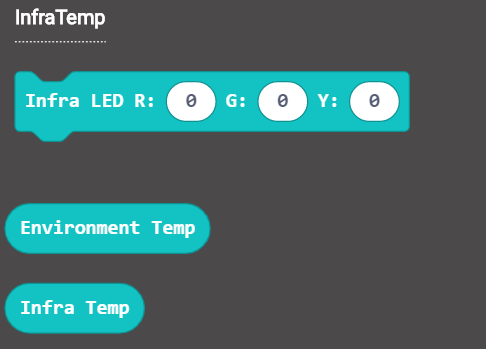 InfraTemp
Infra LED R: 0 G: 0 Y: 0
Environment Temp
Infra Temp